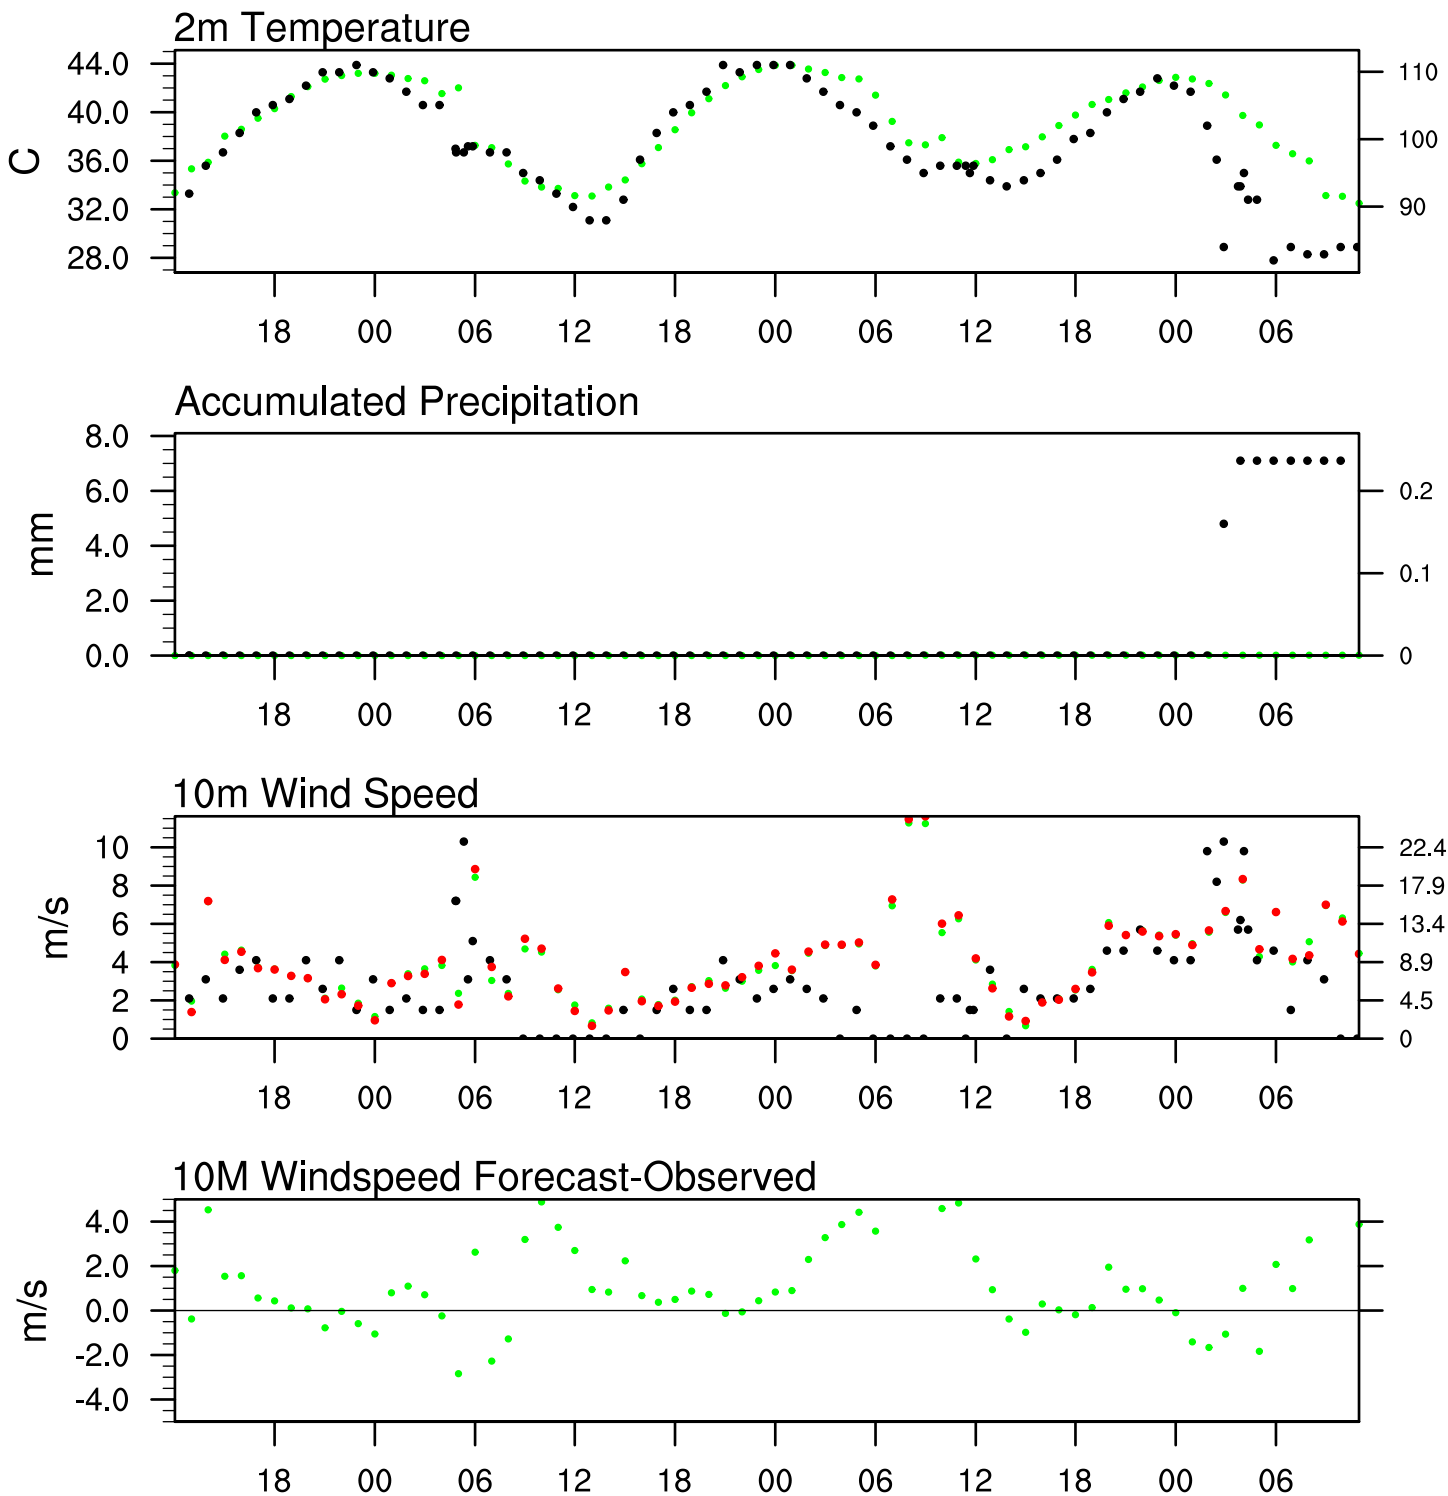 2m Temperature
44.0
40.0
36.0
32.0
28.0
C
110
100
90
18 00 06 12 18 00 06 12 18 00 06
Accumulated Precipitation
8.0
6.0
4.0
2.0
0.0
mm
0.2
0.1
0
18 00 06 12 18 00 06 12 18 00 06
10m Wind Speed
10
8
6
4
2
0
m/s
22.4
17.9
13.4
8.9
4.5
0
18 00 06 12 18 00 06 12 18 00 06
10M Windspeed Forecast-Observed
4.0
2.0
0.0
-2.0
-4.0
m/s
18 00 06 12 18 00 06 12 18 00 06